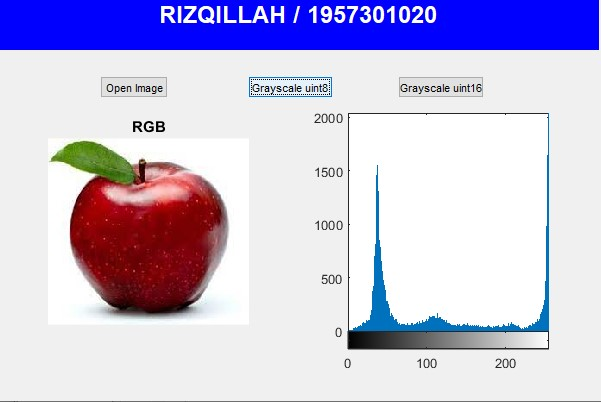 RIZQILLAH / 1957301020
Open Image
Grayscale uint8
Grayscale uint16
RGB
2000
1500
1000
500
0
0
100
200